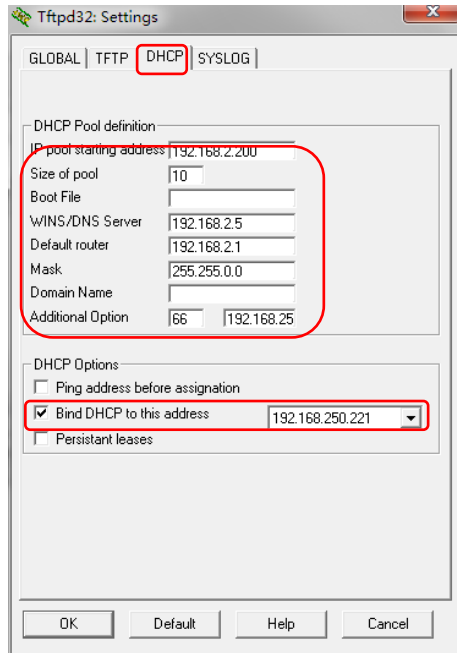 Tftpd32: Settings
GLOBAL TFTP DHCP SYSLOG
DHCP Pool definition
IP pool starting address 192.168.2.200
Size of pool 10
Boot File
WINS/DNS Server 192.168.2.5
Default router 192.168.2.1
Mask 255.255.0.0
Domain Name
Additional Option 66 192.168.25
DHCP Options
Ping address before assignation
Bind DHCP to this address 192.168.250.221
Persistant leases
OK Default Help Cancel